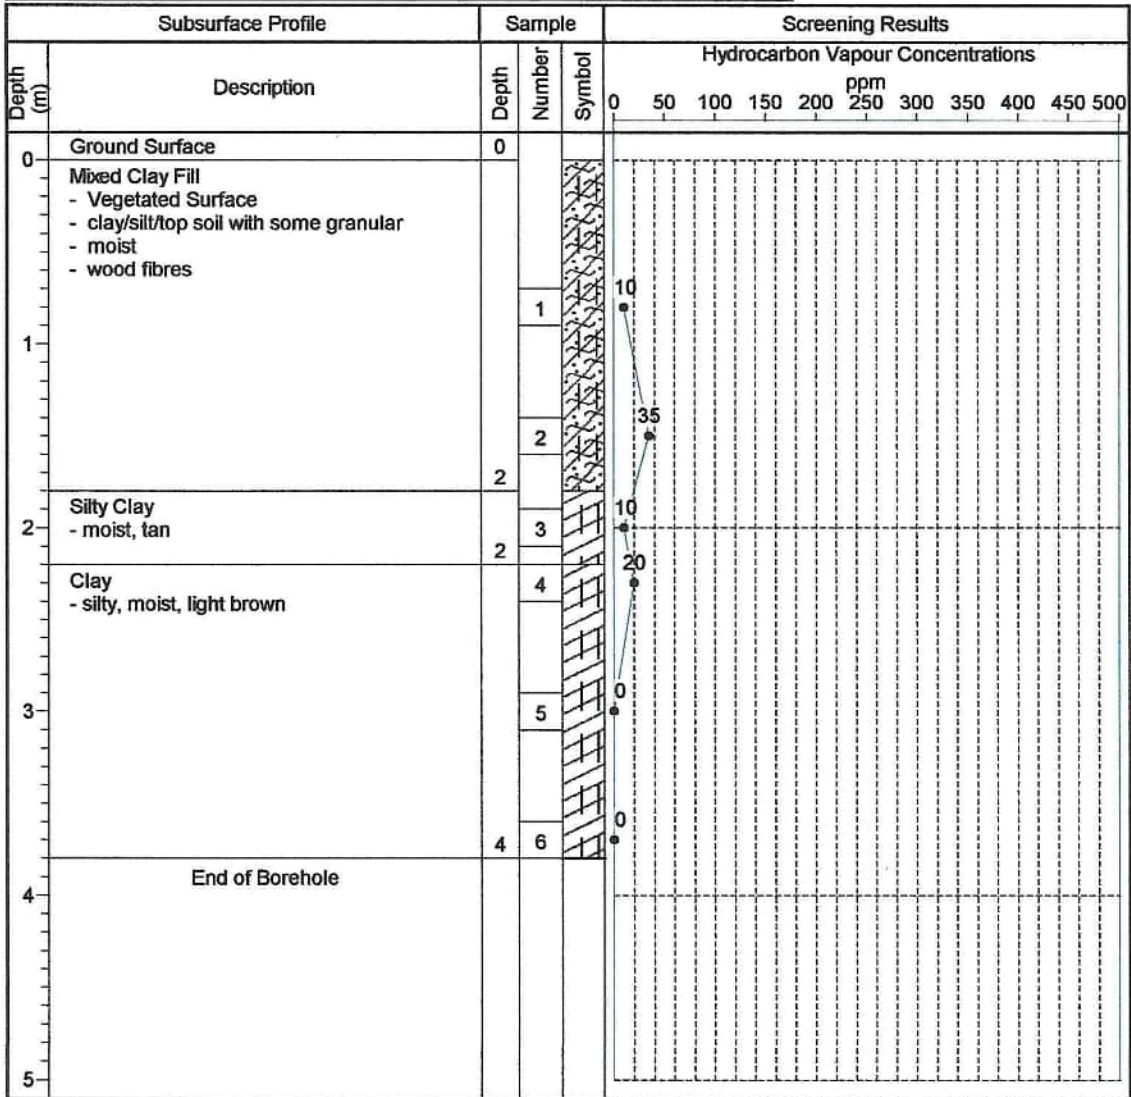 Subsurface Profile Sample Screening Results
Depth (m) Description Depth Number Symbol Hydrocarbon Vapour Concentrations
ppm
0 50 100 150 200 250 300 350 400 450 500
Ground Surface 0
0
Mixed Clay Fill
- Vegetated Surface
- clay/silt/top soil with some granular
- moist
- wood fibres
10
1
1
35
2
2
Silty Clay 10
- moist, tan
2 3
2 20
Clay 4
- silty, moist, light brown
0
3 5
0
4 6
End of Borehole
4
5